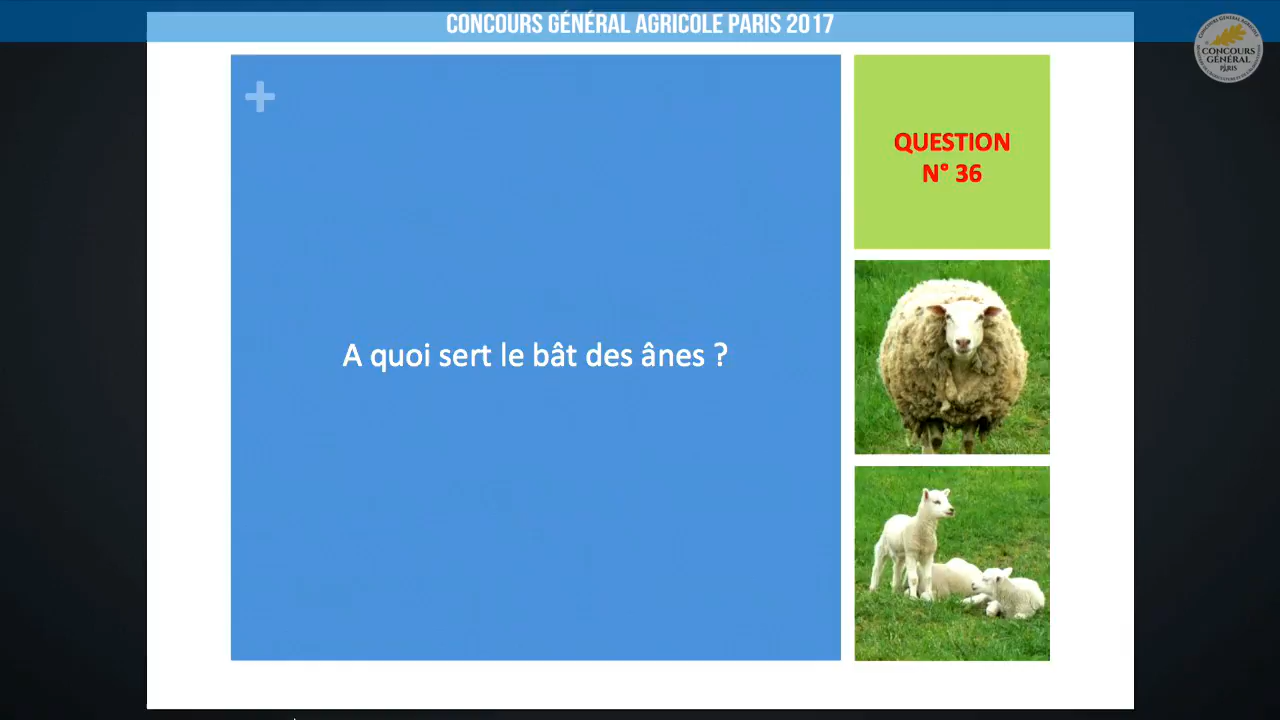 CONCOURS GÉNÉRAL AGRICOLE PARIS 2017
CONCOURS
GÉNÉRAL
PARIS
QUESTION
N° 36
A quoi sert le bât des ânes ?